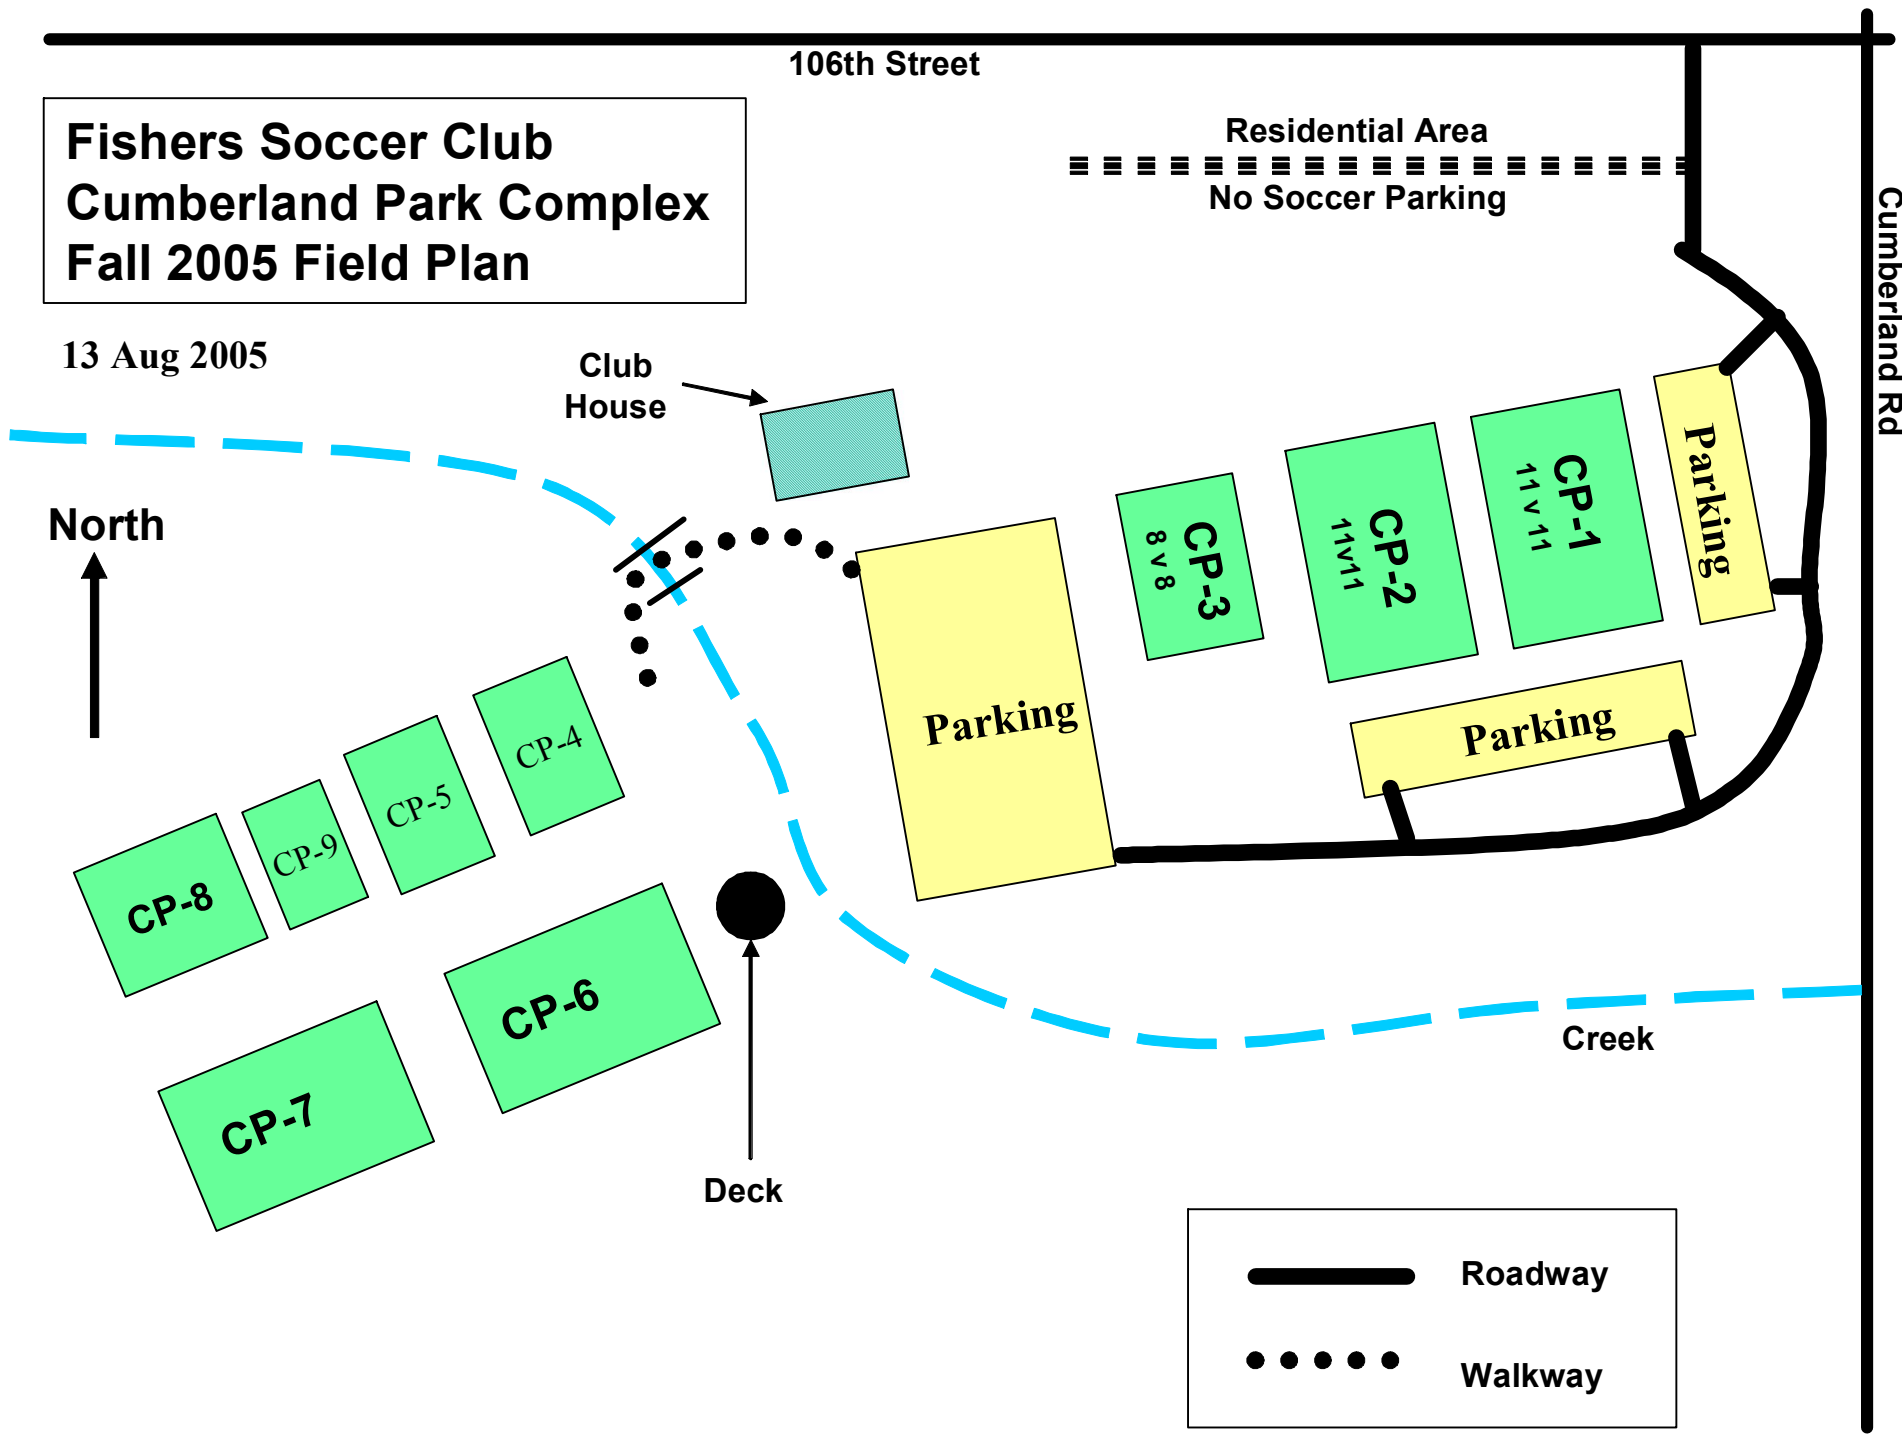 106th Street
Fishers Soccer Club
Cumberland Park Complex
Fall 2005 Field Plan
Residential Area
No Soccer Parking
Cumberland Rd
13 Aug 2005
Club
House
North
CP-1
11 v 11
Parking
CP-2
11v11
CP-3
8 v 8
Parking
Parking
CP-4
CP-5
CP-9
CP-8
CP-6
CP-7
Creek
Deck
Roadway
Walkway